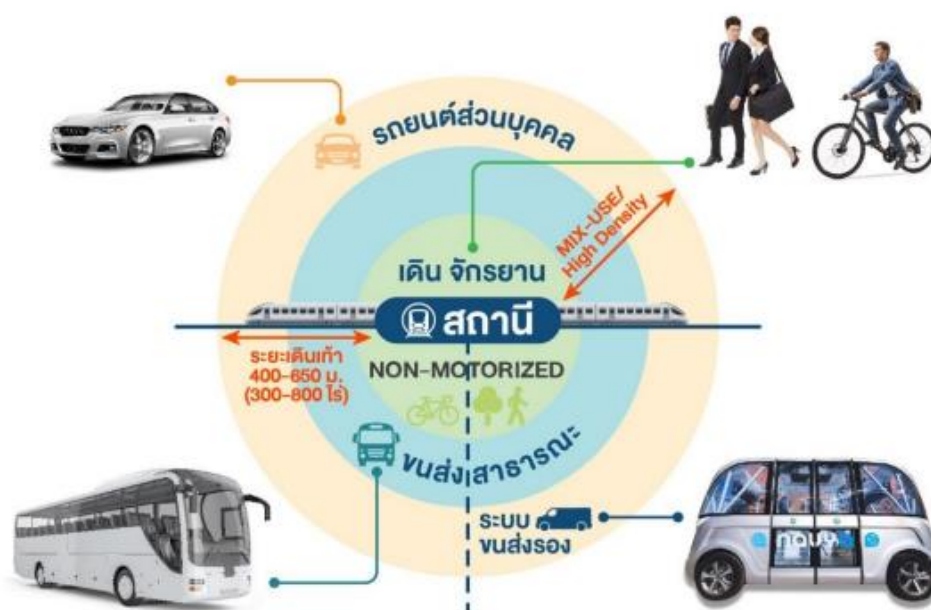 รถยนต์ส่วนบุคคล
MIX-USE/
High Density
เดิน จักรยาน
สถานี
ระยะเดินเท้า
400-650 ม.
(300-800 ไร่)
NON-MOTORIZED
ขนส่งสาธารณะ
ระบบ
ขนส่งรอง